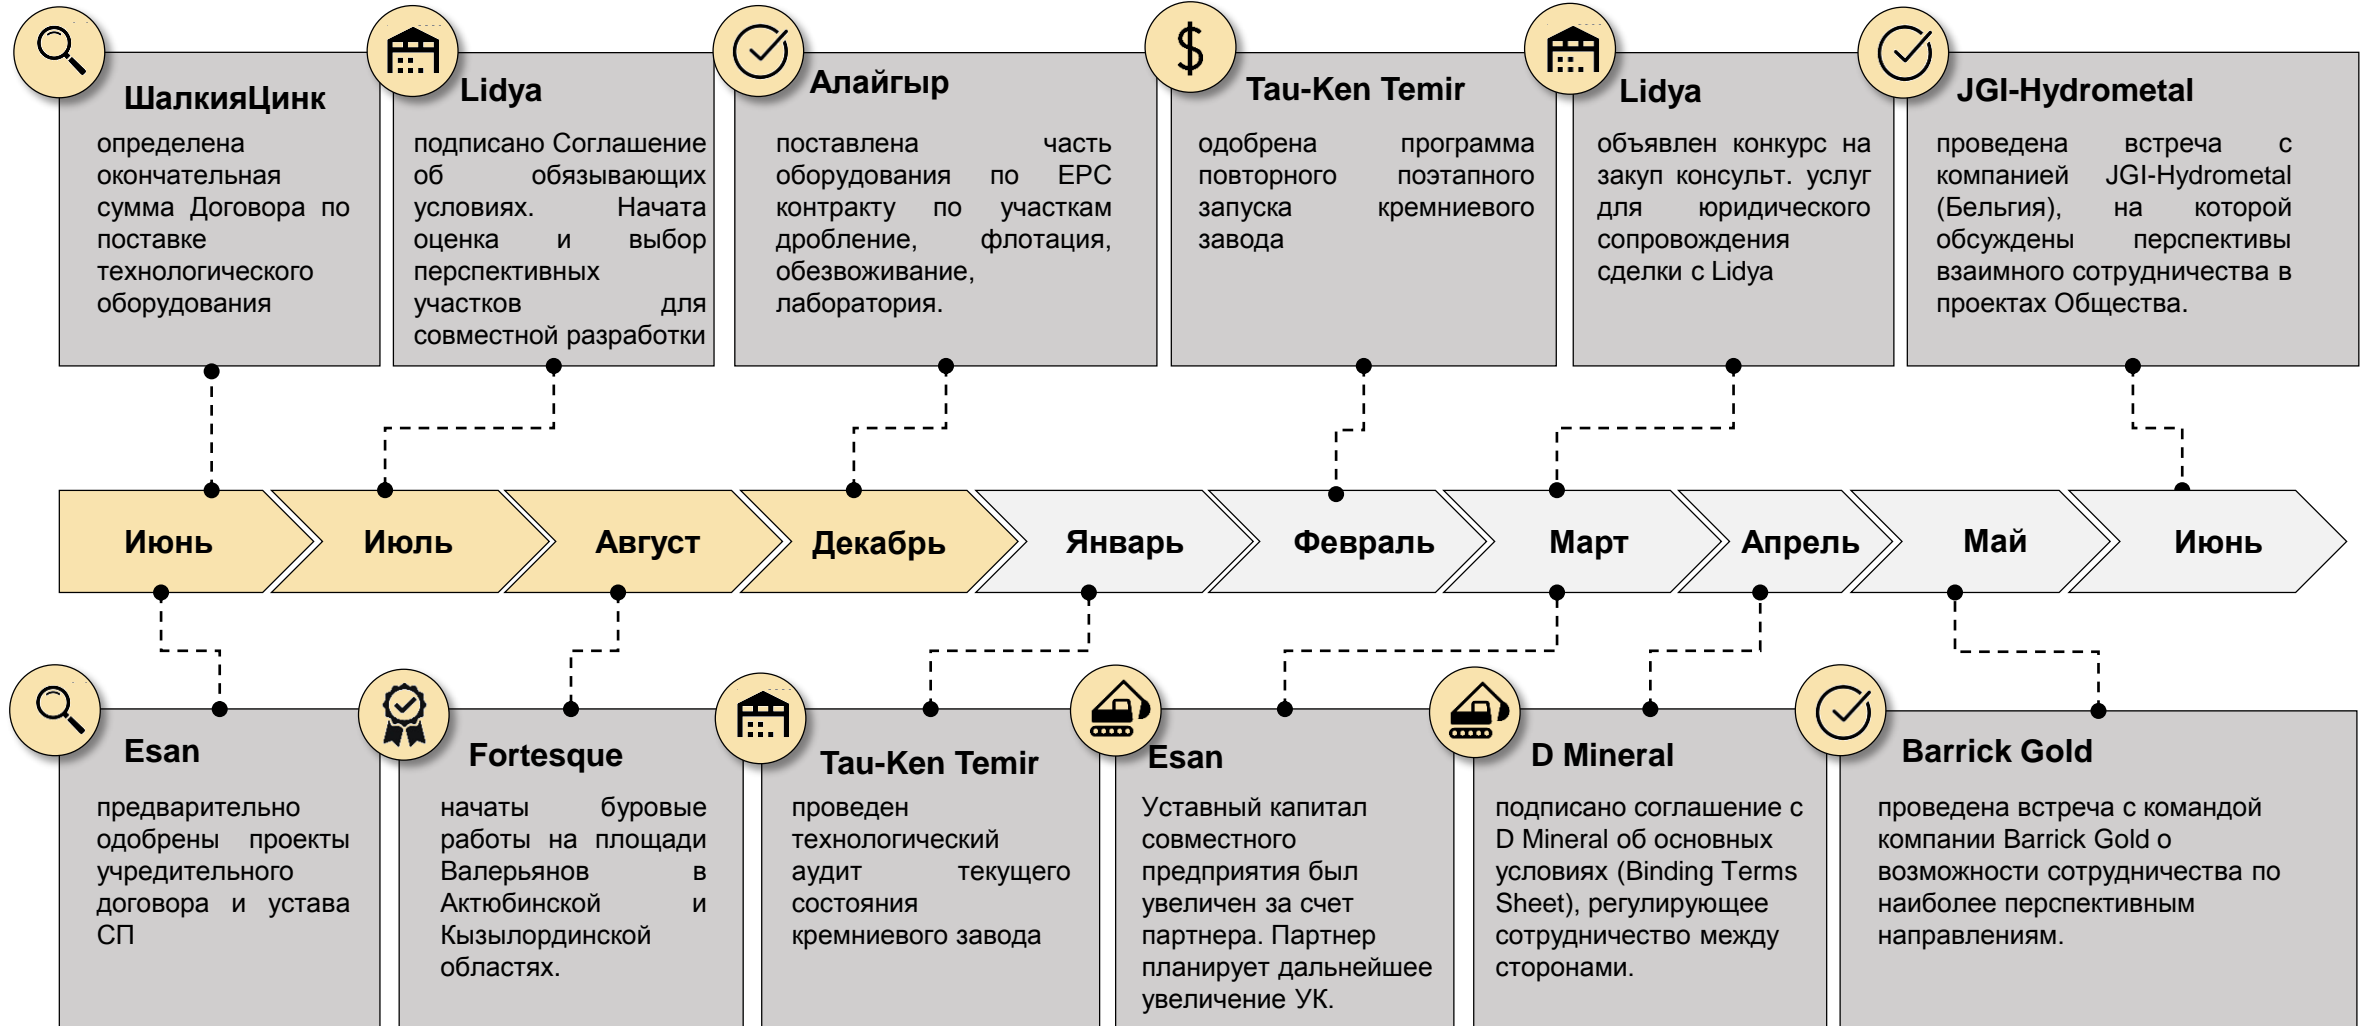 ШалкияЦинк
определена
окончательная
сумма Договора по
поставке
технологического
оборудования
Lidya
подписано Соглашение
об обязывающих
условиях. Начата
оценка и выбор
перспективных
участков для
совместной разработки
Алайгыр
поставлена часть
оборудования по EPC
контракту по участкам
дробление, флотация,
обезвоживание,
лаборатория.
Tau-Ken Temir
одобрена программа
повторного поэтапного
запуска кремниевого
завода
Lidya
объявлен конкурс на
закуп консульт. услуг
для юридического
сопровождения
сделки с Lidya
JGI-Hydrometal
проведена встреча с
компанией JGI-Hydrometal
(Бельгия), на которой
обсуждены перспективы
взаимного сотрудничества в
проектах Общества.
Июнь
Июль
Август
Декабрь
Январь
Февраль
Март
Апрель
Май
Июнь
Esan
предварительно
одобрены проекты
учредительного
договора и устава
СП
Fortesque
начаты буровые
работы на площади
Валерьянов в
Актюбинской и
Кызылординской
областях.
Tau-Ken Temir
проведен
технологический
аудит текущего
состояния
кремниевого завода
Esan
Уставный капитал
совместного
предприятия был
увеличен за счет
партнера. Партнер
планирует дальнейшее
увеличение УК.
D Mineral
подписано соглашение с
D Mineral об основных
условиях (Binding Terms
Sheet), регулирующее
сотрудничество между
сторонами.
Barrick Gold
проведена встреча с командой
компании Barrick Gold о
возможности сотрудничества по
наиболее перспективным
направлениям.